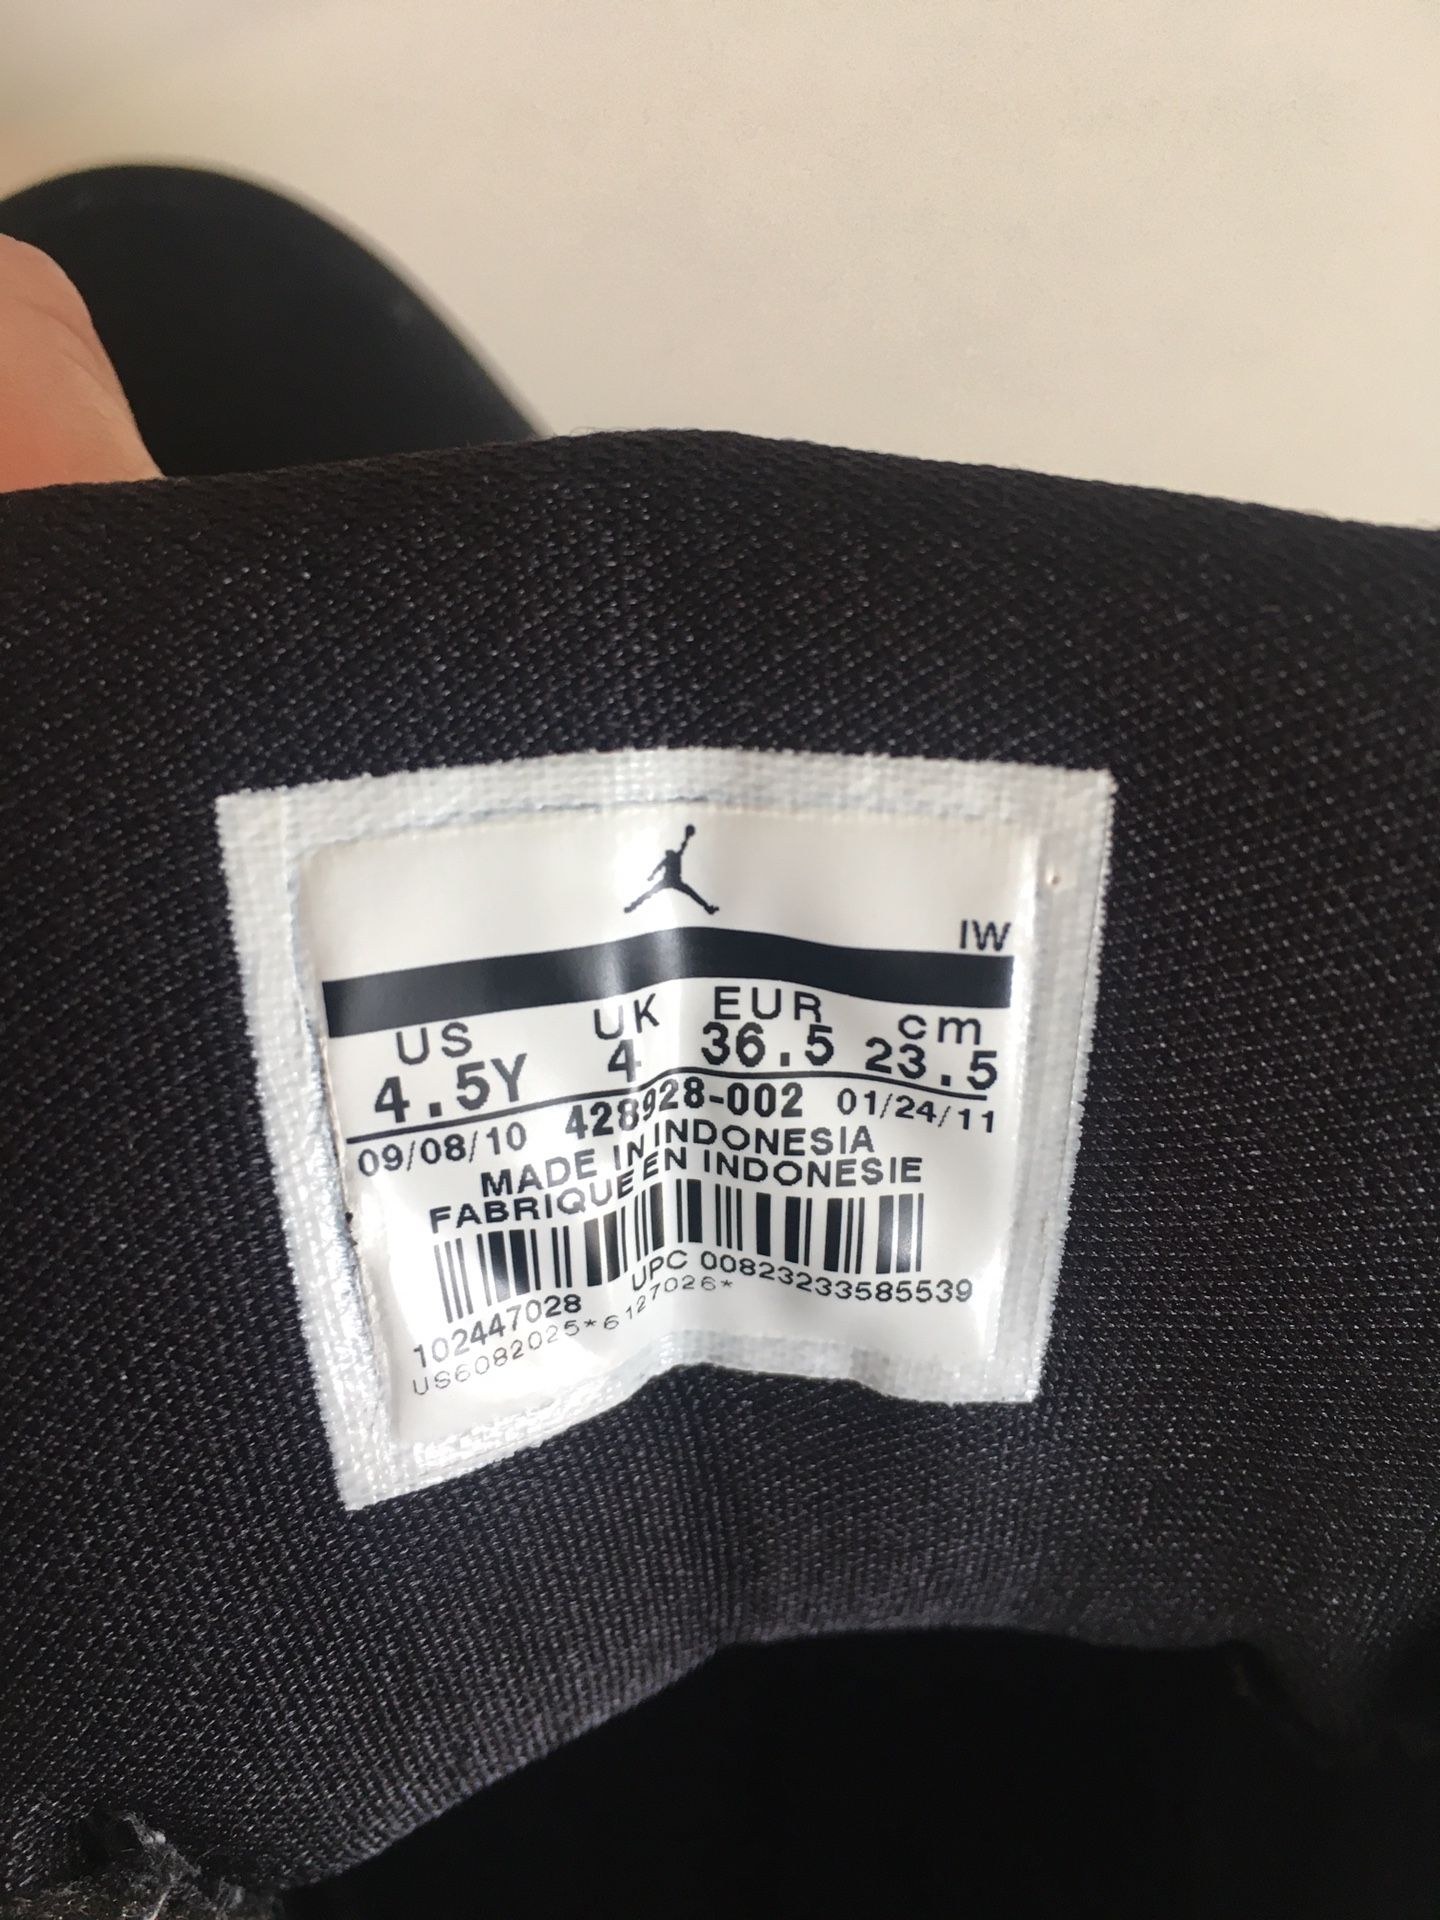 IW
US UK EUR cm
4.5Y 4 36.5 23.5
09/08/10 428928-002 01/24/11
MADE IN INDONESIA
FABRIQUE EN INDONESIE
102447028 UPC 00823233585539
US6082025*6127026*